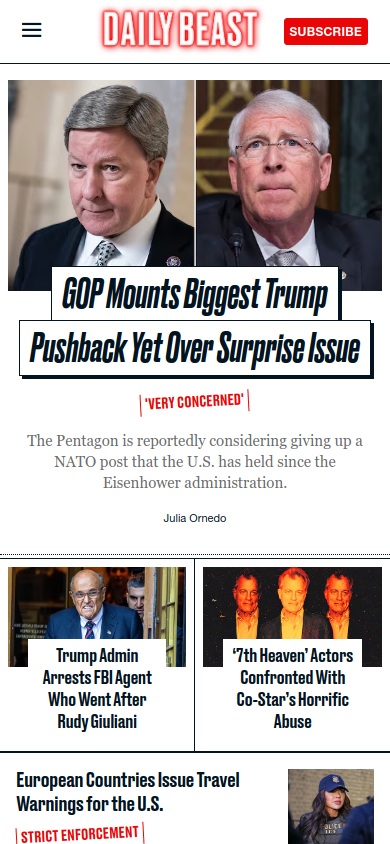 DAILY BEAST
SUBSCRIBE
GOP Mounts Biggest Trump
Pushback Yet Over Surprise Issue
'VERY CONCERNED'
The Pentagon is reportedly considering giving up a
NATO post that the U.S. has held since the
Eisenhower administration.
Julia Ornedo
Trump Admin
Arrests FBI Agent
Who Went After
Rudy Giuliani
‘7th Heaven’ Actors
Confronted With
Co-Star’s Horrific
Abuse
European Countries Issue Travel
Warnings for the U.S.
STRICT ENFORCEMENT